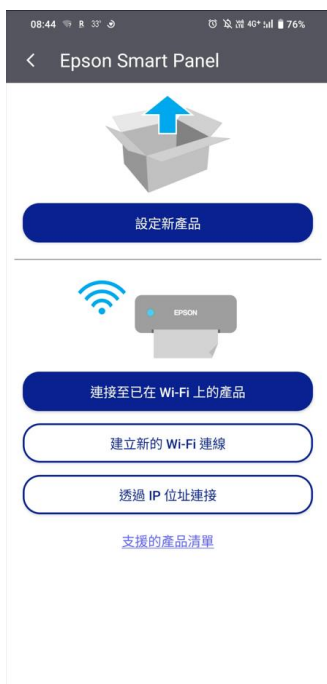 08:44 R 33° 4G+ 76%
Epson Smart Panel
設定新產品
EPSON
連接至已在 Wi-Fi 上的產品
建立新的 Wi-Fi 連線
透過 IP 位址連接
支援的產品清單